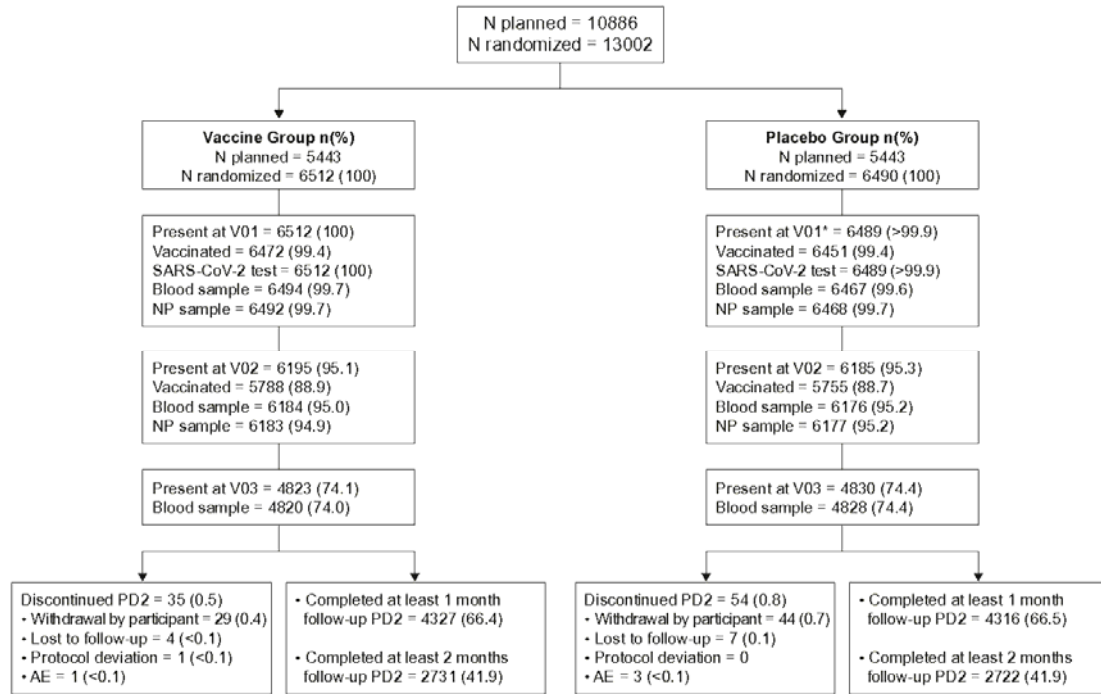 N planned = 10886
N randomized = 13002
Vaccine Group n(%)
N planned = 5443
N randomized = 6512 (100)
Placebo Group n(%)
N planned = 5443
N randomized = 6490 (100)
Present at V01 = 6512 (100)
Vaccinated = 6472 (99.4)
SARS-CoV-2 test = 6512 (100)
Blood sample = 6494 (99.7)
NP sample = 6492 (99.7)
Present at V01* = 6489 (>99.9)
Vaccinated = 6451 (99.4)
SARS-CoV-2 test = 6489 (>99.9)
Blood sample = 6467 (99.6)
NP sample = 6468 (99.7)
Present at V02 = 6195 (95.1)
Vaccinated = 5788 (88.9)
Blood sample = 6184 (95.0)
NP sample = 6183 (94.9)
Present at V02 = 6185 (95.3)
Vaccinated = 5755 (88.7)
Blood sample = 6176 (95.2)
NP sample = 6177 (95.2)
Present at V03 = 4823 (74.1)
Blood sample = 4820 (74.0)
Present at V03 = 4830 (74.4)
Blood sample = 4828 (74.4)
Discontinued PD2 = 35 (0.5)
• Withdrawal by participant = 29 (0.4)
• Lost to follow-up = 4 (<0.1)
• Protocol deviation = 1 (<0.1)
• AE = 1 (<0.1)
• Completed at least 1 month
follow-up PD2 = 4327 (66.4)
• Completed at least 2 months
follow-up PD2 = 2731 (41.9)
Discontinued PD2 = 54 (0.8)
• Withdrawal by participant = 44 (0.7)
• Lost to follow-up = 7 (0.1)
• Protocol deviation = 0
• AE = 3 (<0.1)
• Completed at least 1 month
follow-up PD2 = 4316 (66.5)
• Completed at least 2 months
follow-up PD2 = 2722 (41.9)